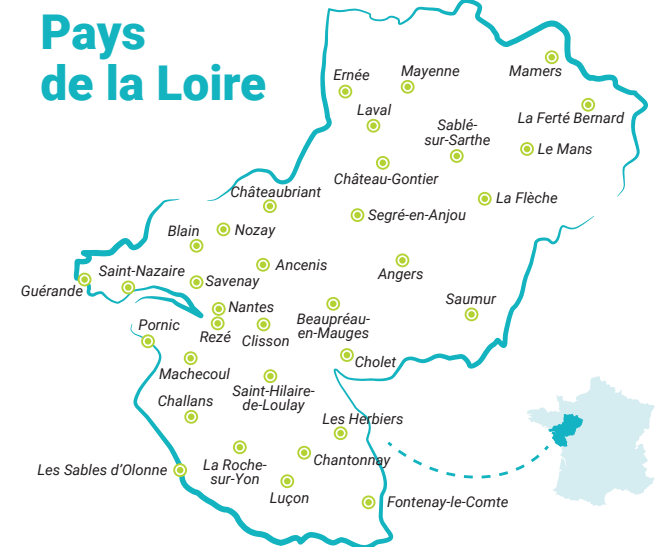 Pays
de la Loire
Ernée
Mayenne
Mamers
Laval
La Ferté Bernard
Sablé-
sur-Sarthe
Le Mans
Château-Gontier
Châteaubriant
La Flèche
Segré-en-Anjou
Blain
Nozay
Saint-Nazaire
Ancenis
Angers
Guérande
Savenay
Saumur
Nantes
Pornic
Rezé
Clisson
Beaupréau-
en-Mauges
Cholet
Machecoul
Saint-Hilaire-
de-Loulay
Challans
Les Herbiers
Les Sables d’Olonne
La Roche-
sur-Yon
Chantonnay
Luçon
Fontenay-le-Comte